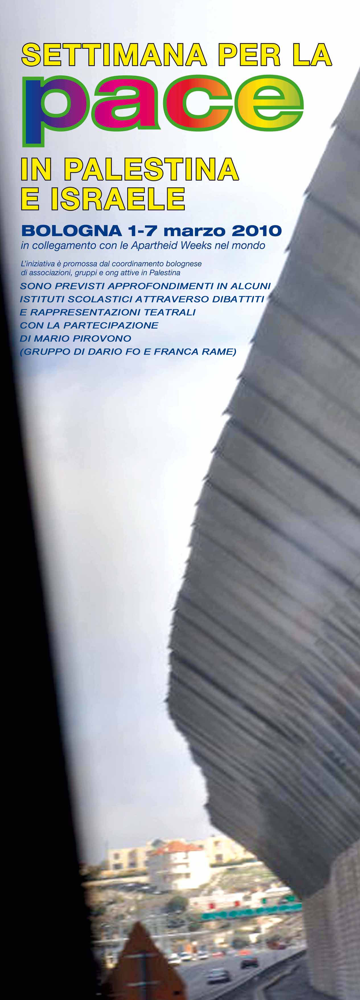 SETTIMANA PER LA
pace
IN PALESTINA
E ISRAELE
BOLOGNA 1-7 marzo 2010
in collegamento con le Apartheid Weeks nel mondo
L'iniziativa è promossa dal coordinamento bolognese
di associazioni, gruppi e ong attive in Palestina
SONO PREVISTI APPROFONDIMENTI IN ALCUNI
ISTITUTI SCOLASTICI ATTRAVERSO DIBATTITI
E RAPPRESENTAZIONI TEATRALI
CON LA PARTECIPAZIONE
DI MARIO PIROVONO
(GRUPPO DI DARIO FO E FRANCA RAME)